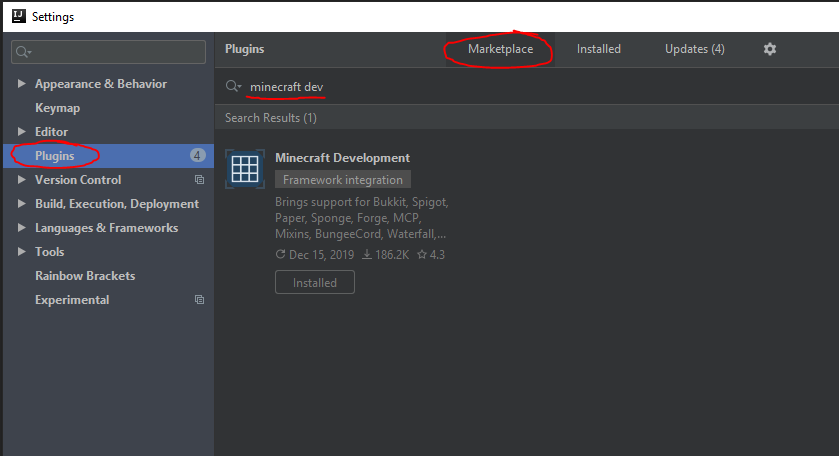 Settings
Plugins
Marketplace
Installed
Updates (4)
Appearance & Behavior
Keymap
Editor
Plugins 4
Version Control
Build, Execution, Deployment
Languages & Frameworks
Tools
Rainbow Brackets
Experimental
minecraft dev
Search Results (1)
Minecraft Development
Framework integration
Brings support for Bukkit, Spigot,
Paper, Sponge, Forge, MCP,
Mixins, BungeeCord, Waterfall,...
Dec 15, 2019 186.2K 4.3
Installed